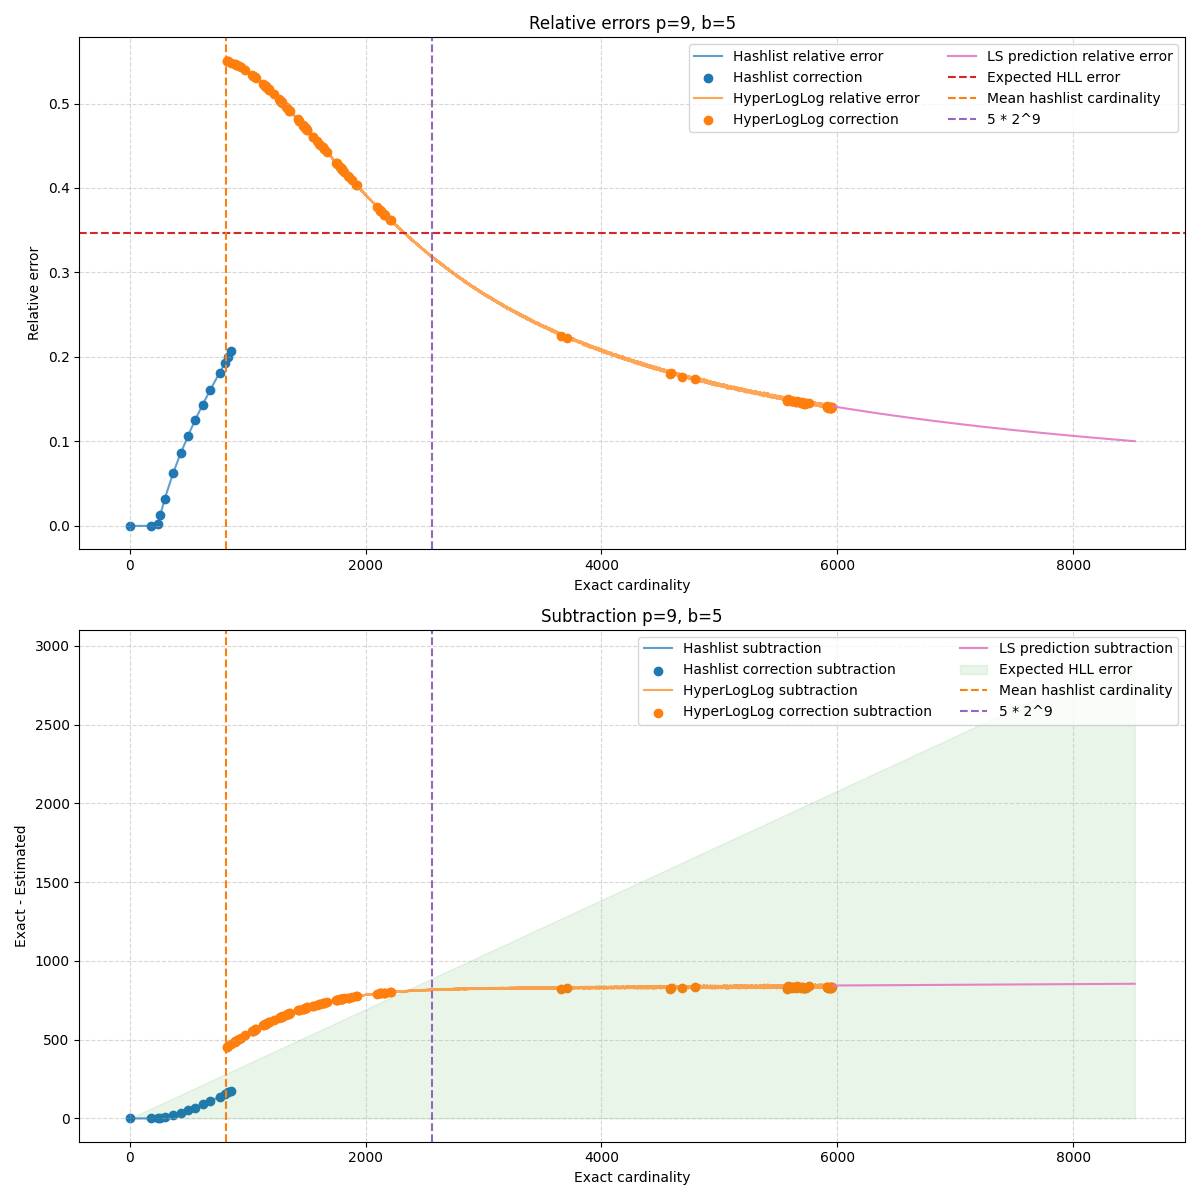 Relative errors p=9, b=5
Relative error
0.5
0.4
0.3
0.2
0.1
0.0
Hashlist relative error
Hashlist correction
HyperLogLog relative error
HyperLogLog correction
LS prediction relative error
Expected HLL error
Mean hashlist cardinality
5 * 2^9
0 2000 4000 6000 8000
Exact cardinality
Subtraction p=9, b=5
Exact - Estimated
3000
2500
2000
1500
1000
500
0
Hashlist subtraction
Hashlist correction subtraction
HyperLogLog subtraction
HyperLogLog correction subtraction
LS prediction subtraction
Expected HLL error
Mean hashlist cardinality
5 * 2^9
0 2000 4000 6000 8000
Exact cardinality